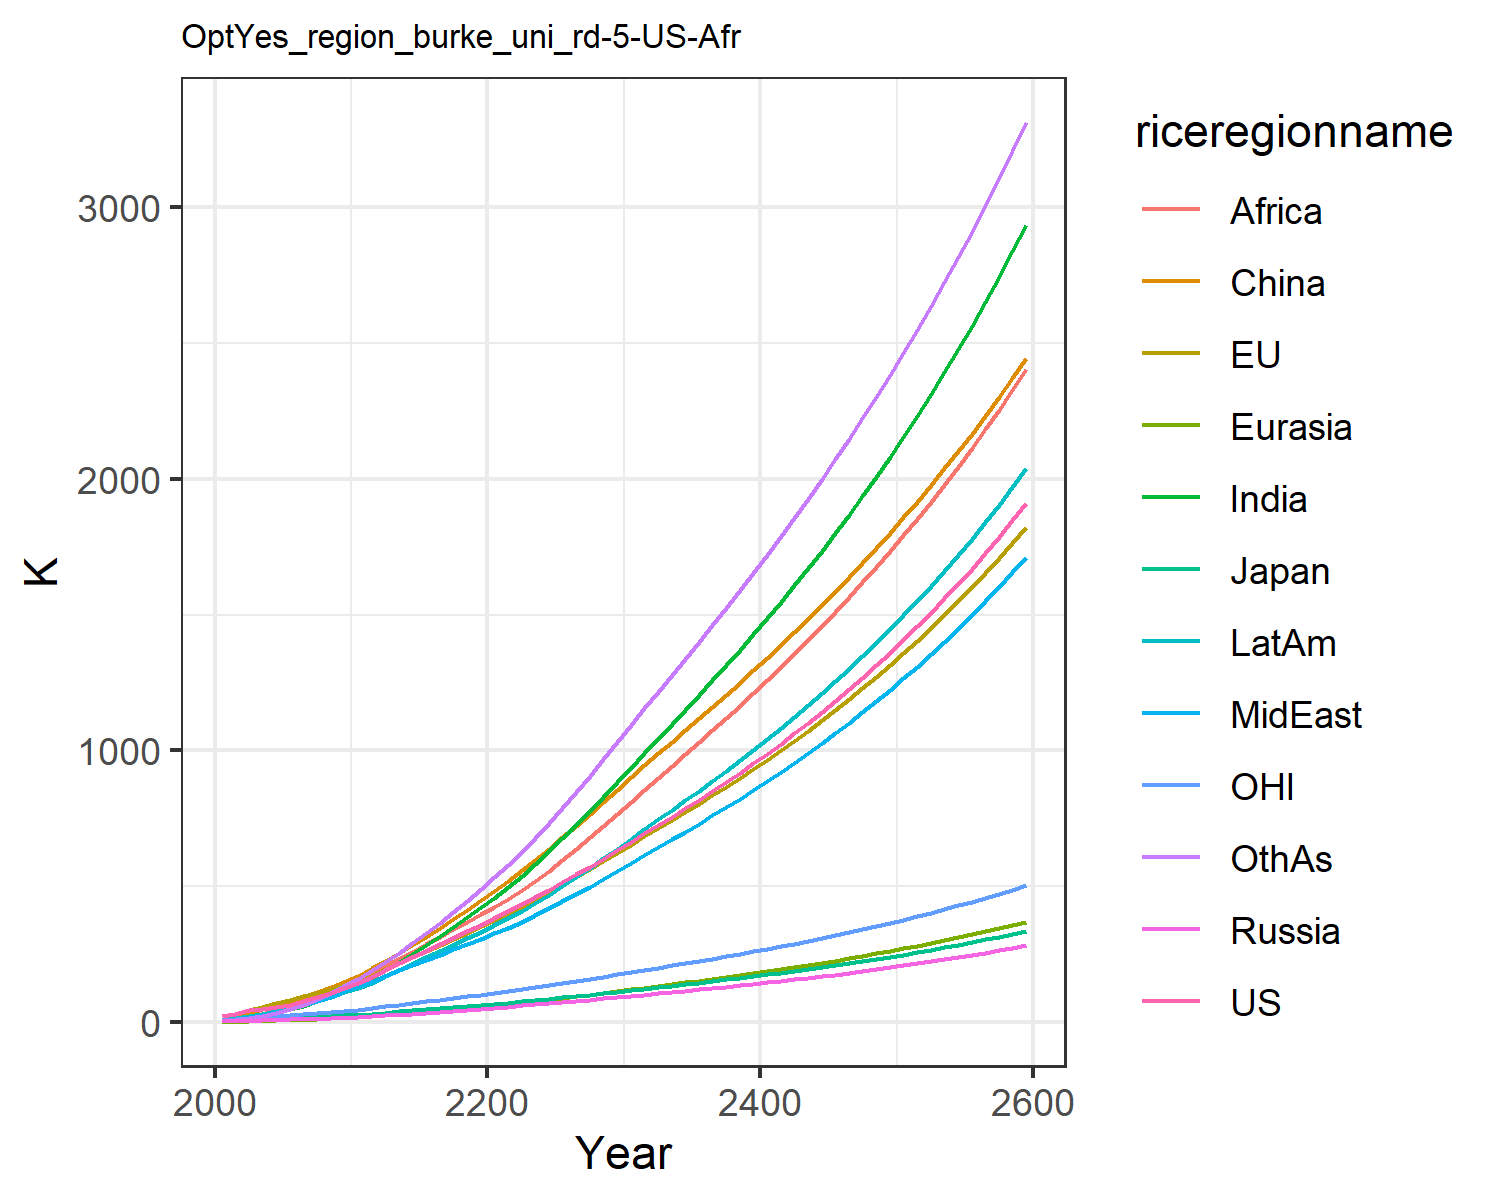 OptYes_region_burke_uni_rd-5-US-Afr
3000
2000
1000
0
K
2000 2200 2400 2600
Year
riceregionname
Africa
China
EU
Eurasia
India
Japan
LatAm
MidEast
OHI
OthAs
Russia
US